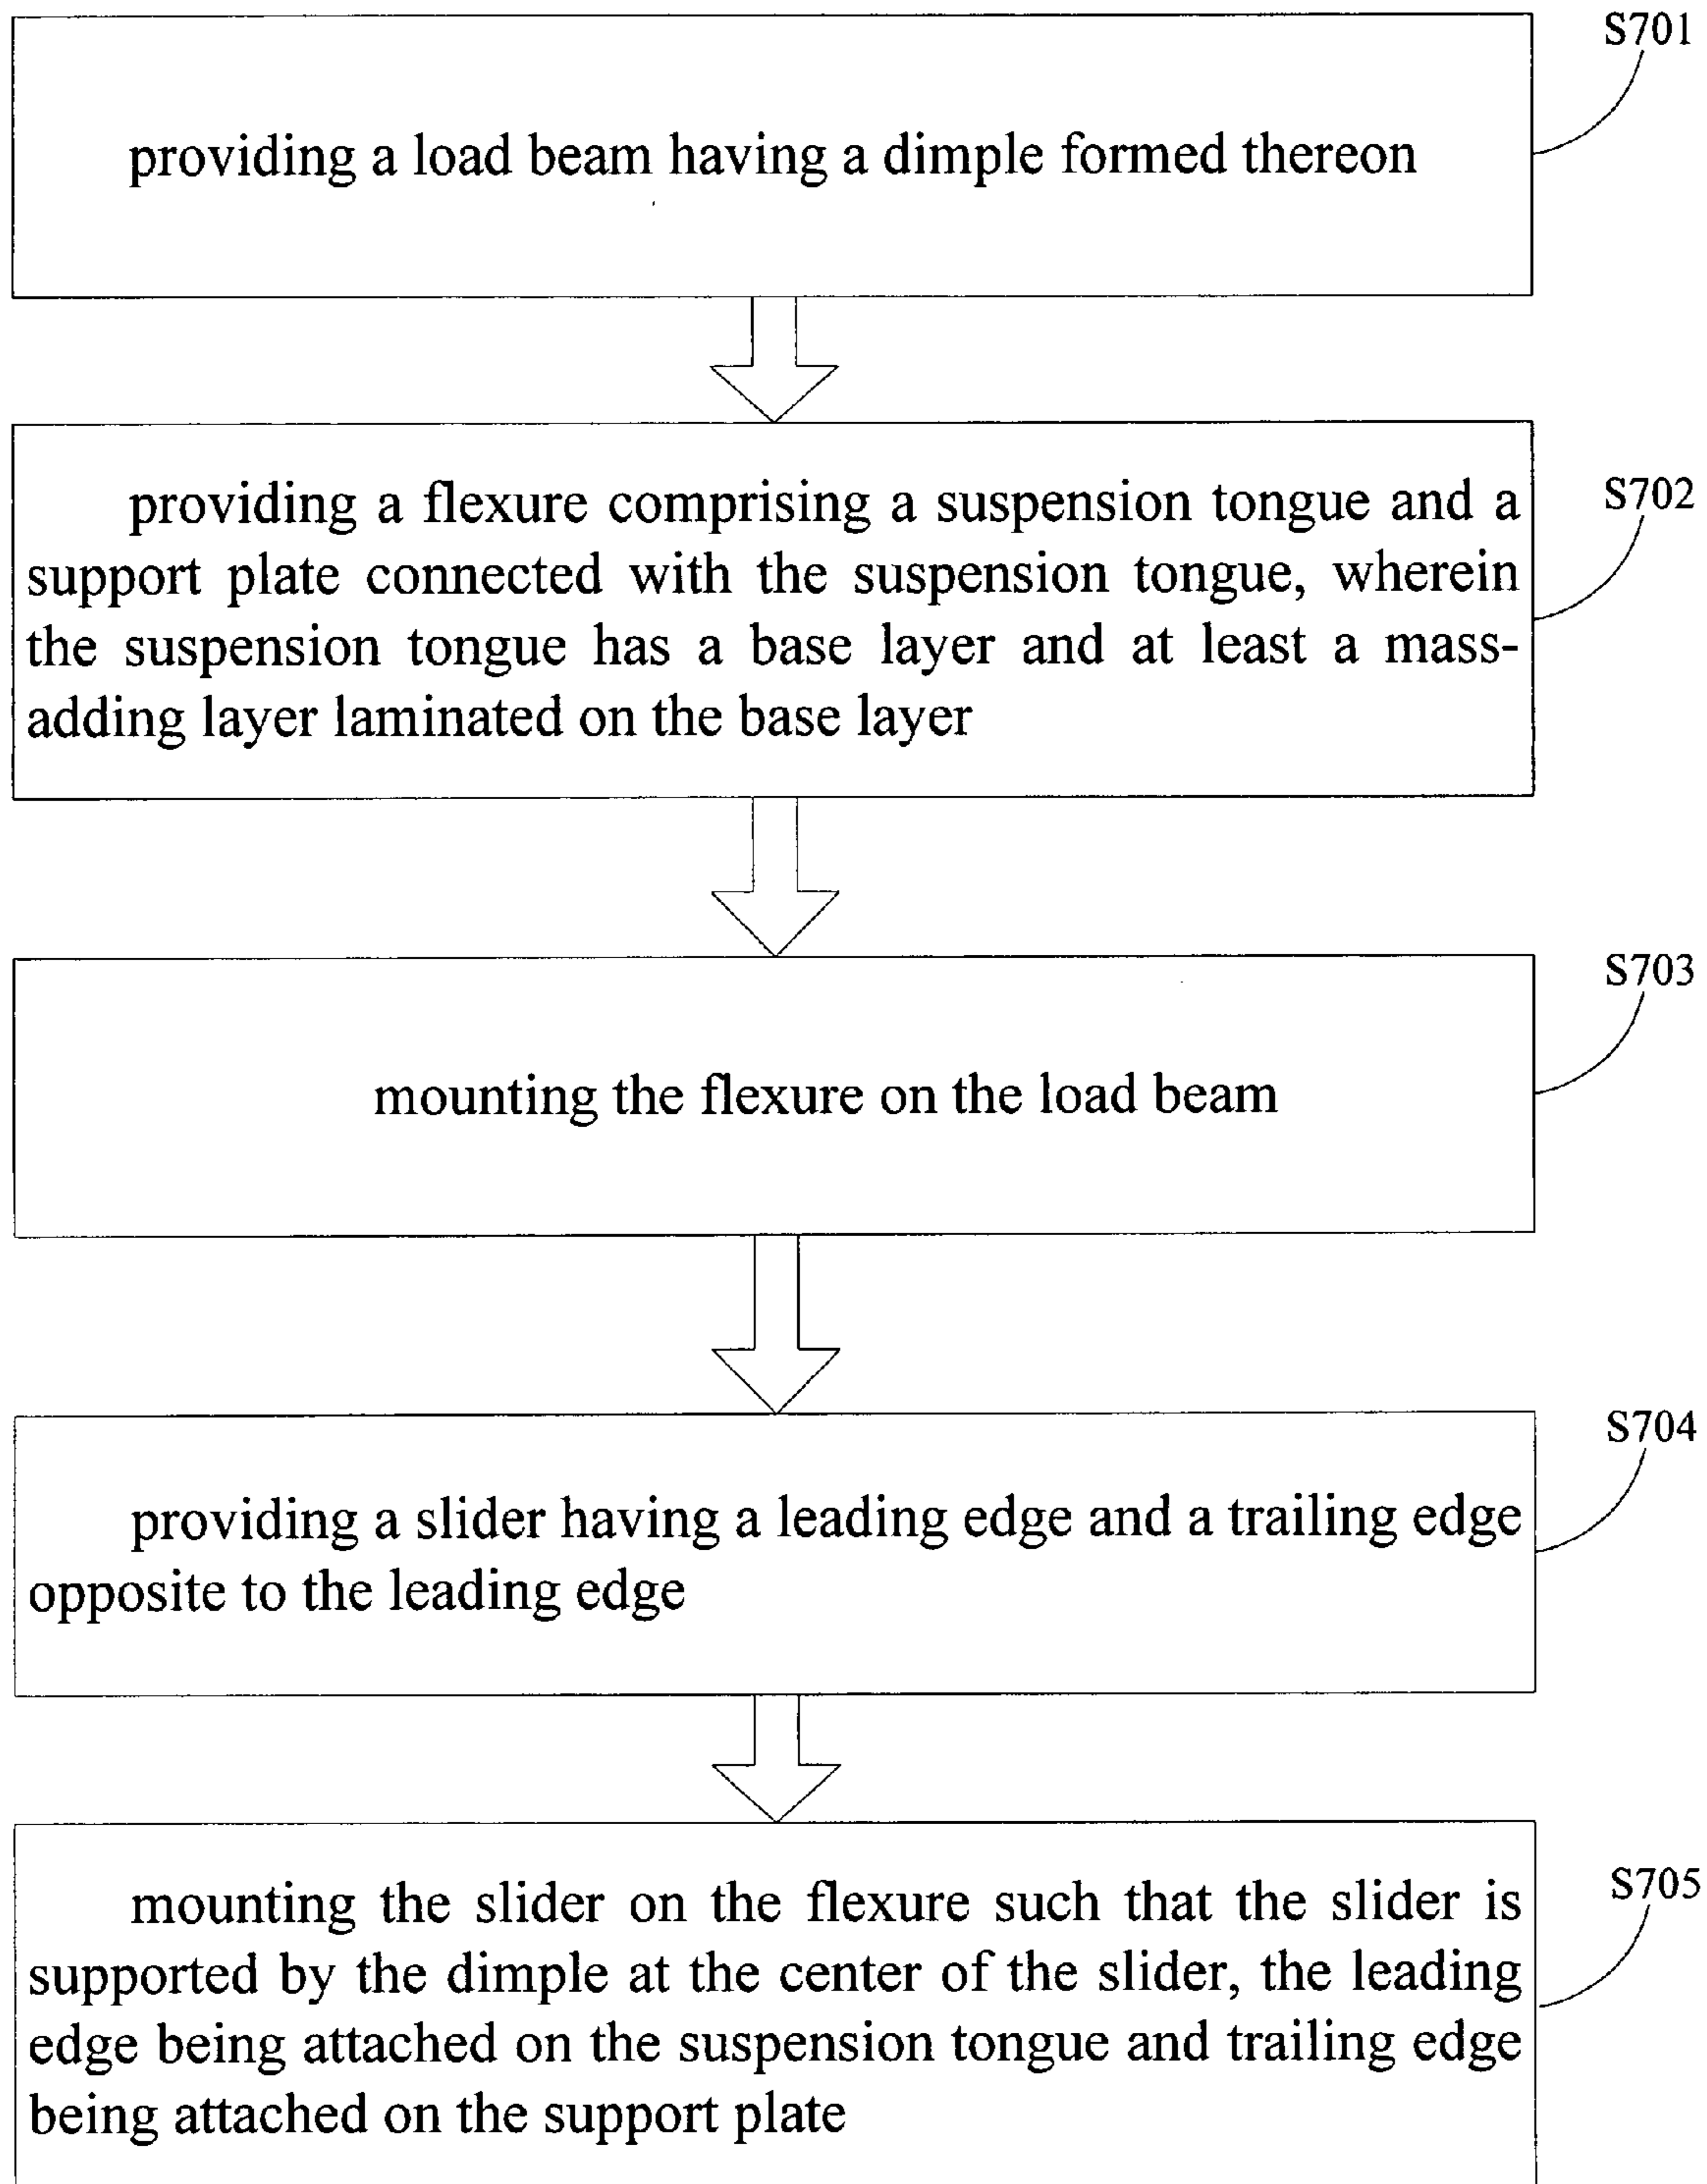 S701
providing a load beam having a dimple formed thereon
S702
providing a flexure comprising a suspension tongue and a
support plate connected with the suspension tongue, wherein
the suspension tongue has a base layer and at least a mass-
adding layer laminated on the base layer
S703
mounting the flexure on the load beam
S704
providing a slider having a leading edge and a trailing edge
opposite to the leading edge
S705
mounting the slider on the flexure such that the slider is
supported by the dimple at the center of the slider, the leading
edge being attached on the suspension tongue and trailing edge
being attached on the support plate